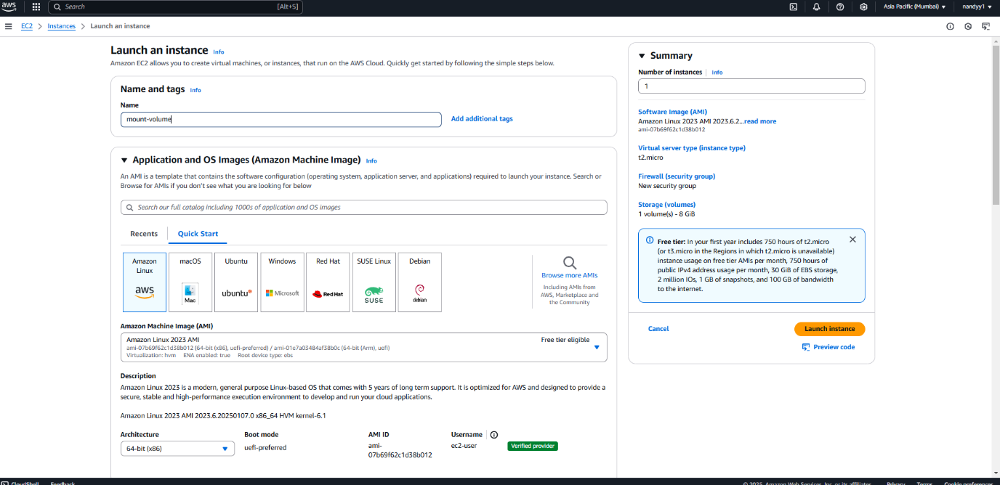 aws
Search [Alt+S]
Asia Pacific (Mumbai)
nandyy1
EC2 > Instances > Launch an instance
Launch an instance Info
Amazon EC2 allows you to create virtual machines, or instances, that run on the AWS Cloud. Quickly get started by following the simple steps below.
Name and tags Info
Name
mount-volume
Add additional tags
Application and OS Images (Amazon Machine Image) Info
An AMI is a template that contains the software configuration (operating system, application server, and applications) required to launch your instance. Search or
Browse for AMIs if you don't see what you are looking for below
Search our full catalog including 1000s of application and OS images
Recents
Quick Start
Amazon
Linux
aws
macOS
Mac
Ubuntu
ubuntu
Windows
Microsoft
Red Hat
Red Hat
SUSE Linux
SUSE
Debian
debian
Browse more AMIs
Including AMIs from
AWS, Marketplace and
the Community
Amazon Machine Image (AMI)
Amazon Linux 2023 AMI
Free tier eligible
ami-07b69f62c1d38b012 (64-bit (x86), uefi-preferred) / ami-01c7a03484af38b0c (64-bit (Arm), uefi)
Virtualization: hvm ENA enabled: true Root device type: ebs
Description
Amazon Linux 2023 is a modern, general purpose Linux-based OS that comes with 5 years of long term support. It is optimized for AWS and designed to provide a
secure, stable and high-performance execution environment to develop and run your cloud applications.
Amazon Linux 2023 AMI 2023.6.20250107.0 x86_64 HVM kernel-6.1
Architecture
64-bit (x86)
Boot mode
uefi-preferred
AMI ID
ami-
07b69f62c1d38b012
Username
ec2-user
Verified provider
Summary
Number of instances Info
1
Software Image (AMI)
Amazon Linux 2023 AMI 2023.6.2...read more
ami-07b69f62c1d38b012
Virtual server type (instance type)
t2.micro
Firewall (security group)
New security group
Storage (volumes)
1 volume(s) - 8 GiB
Free tier: In your first year includes 750 hours of t2.micro
(or t3.micro in the Regions in which t2.micro is unavailable)
instance usage on free tier AMIs per month, 750 hours of
public IPv4 address usage per month, 30 GiB of EBS storage,
2 million IOs, 1 GB of snapshots, and 100 GB of bandwidth
to the internet.
Cancel
Launch instance
Preview code
CloudShell Feedback
© 2025, Amazon Web Services, Inc. or its affiliates. Privacy Terms Cookie preferences